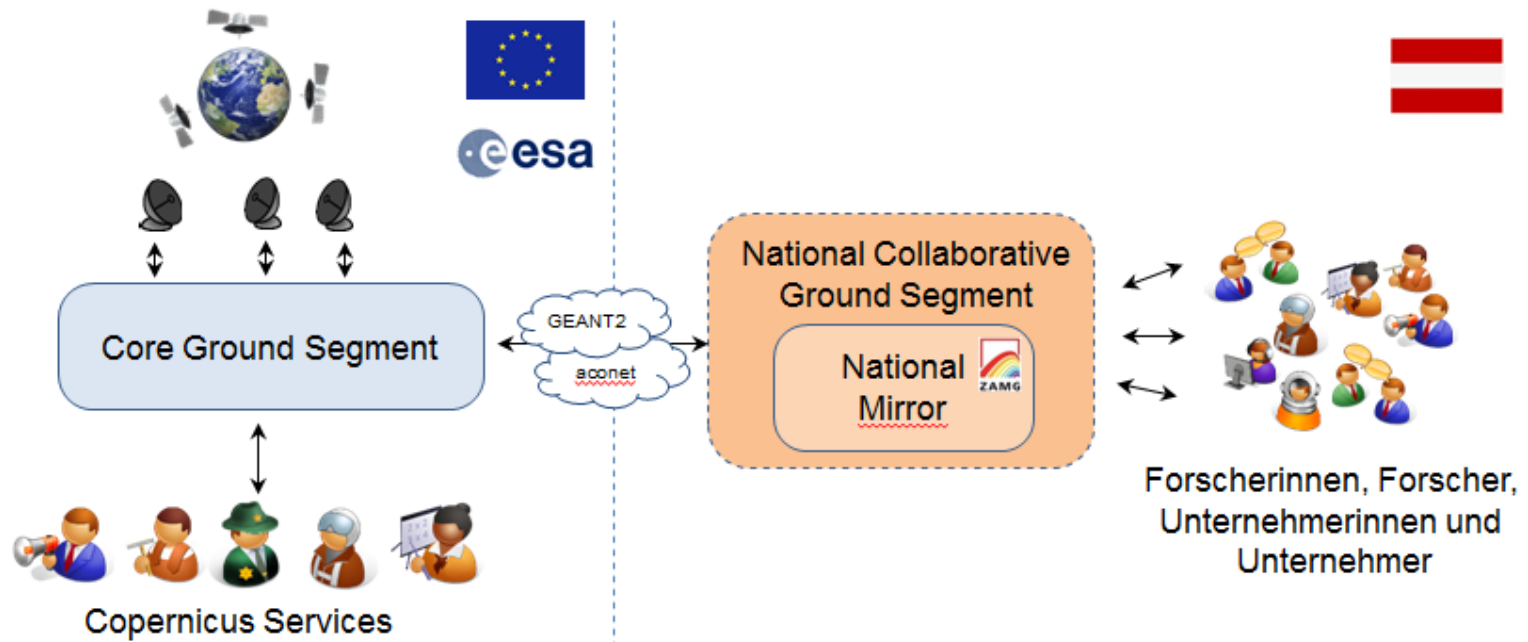 esa
Core Ground Segment
Copernicus Services
GEANT2
aconet
National Collaborative
Ground Segment
National
Mirror
ZAMG
Forscherinnen, Forscher,
Unternehmerinnen und
Unternehmer